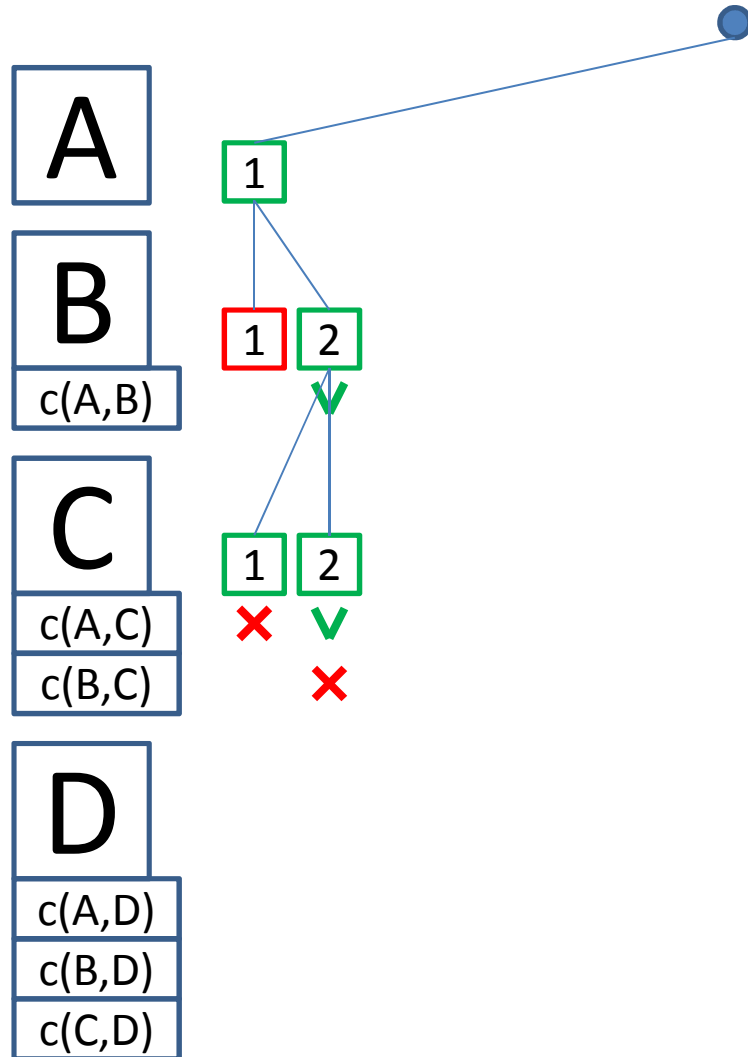 A
1
B
1 2
c(A,B)
C
1 2
c(A,C)
c(B,C)
D
c(A,D)
c(B,D)
c(C,D)